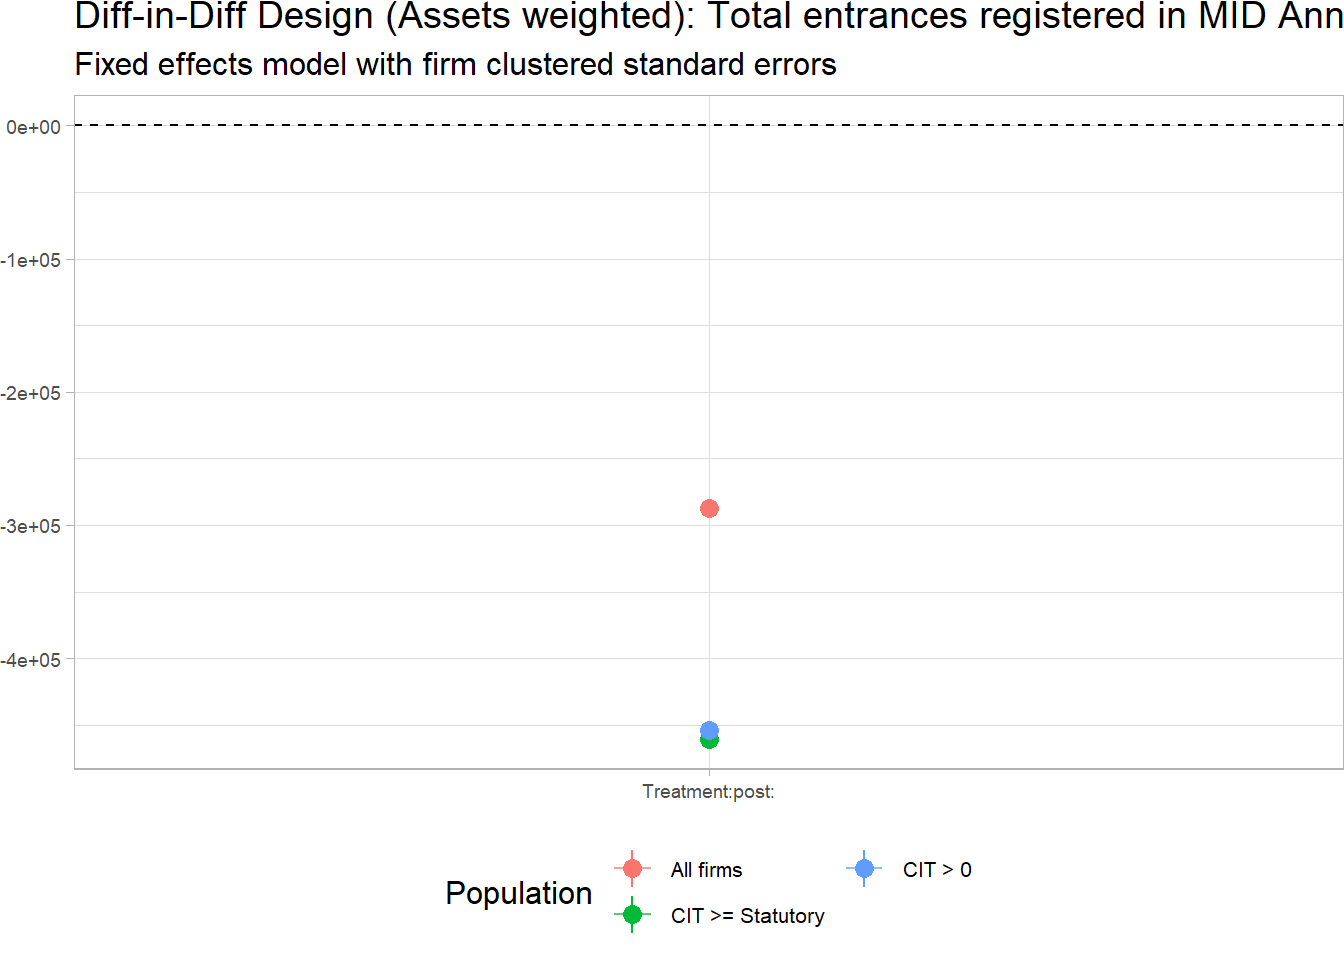 Diff-in-Diff Design (Assets weighted): Total entrances registered in MID Ann
Fixed effects model with firm clustered standard errors
0e+00
-1e+05
-2e+05
-3e+05
-4e+05
Treatment:post:
Population
All firms
CIT > 0
CIT >= Statutory